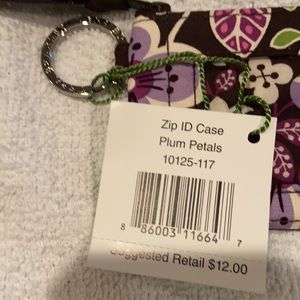 Zip ID Case
Plum Petals
10125-117
8 86003 11664 7
Suggested Retail $12.00